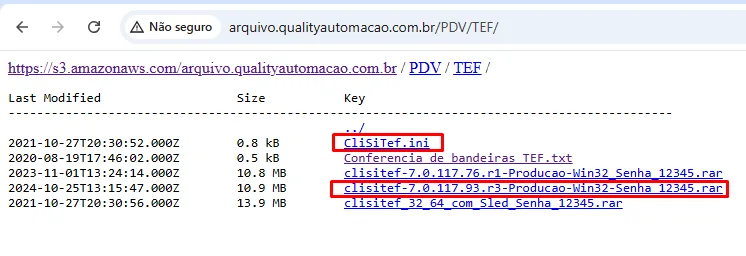 Não seguro arquivo.qualityautomacao.com.br/PDV/TEF/
https://s3.amazonaws.com/arquivo.qualityautomacao.com.br / PDV / TEF /
Last Modified Size Key
--------------------------------------------------------------------------------
../
2021-10-27T20:30:52.000Z 0.8 kB CliSiTef.ini
2020-08-19T17:46:02.000Z 0.5 kB Conferencia de bandeiras TEF.txt
2023-11-01T13:24:14.000Z 10.8 MB clisitef-7.0.117.76.r1-Producao-Win32_Senha_12345.rar
2024-10-25T13:15:47.000Z 10.9 MB clisitef-7.0.117.93.r3-Producao-Win32-Senha_12345.rar
2021-10-27T20:30:56.000Z 13.9 MB clisitef_32_64_com_Sled_Senha_12345.rar